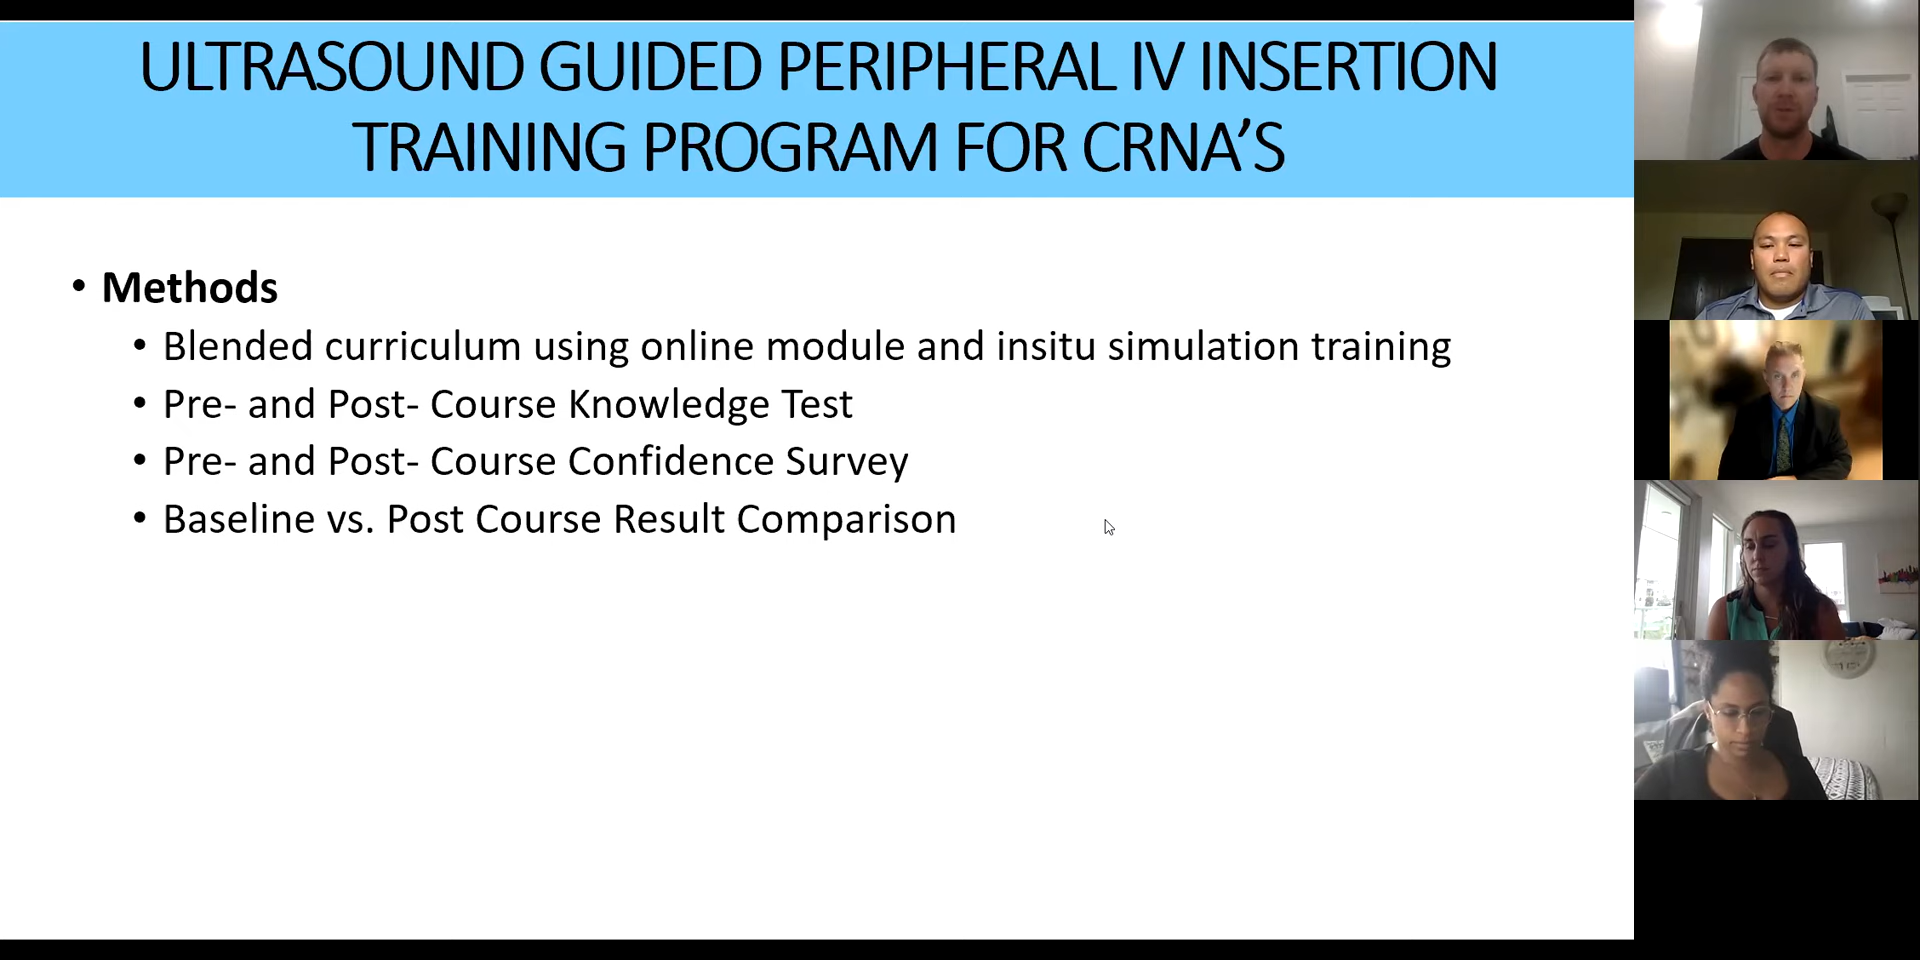 ULTRASOUND GUIDED PERIPHERAL IV INSERTION
TRAINING PROGRAM FOR CRNA’S
• Methods
• Blended curriculum using online module and insitu simulation training
• Pre- and Post- Course Knowledge Test
• Pre- and Post- Course Confidence Survey
• Baseline vs. Post Course Result Comparison